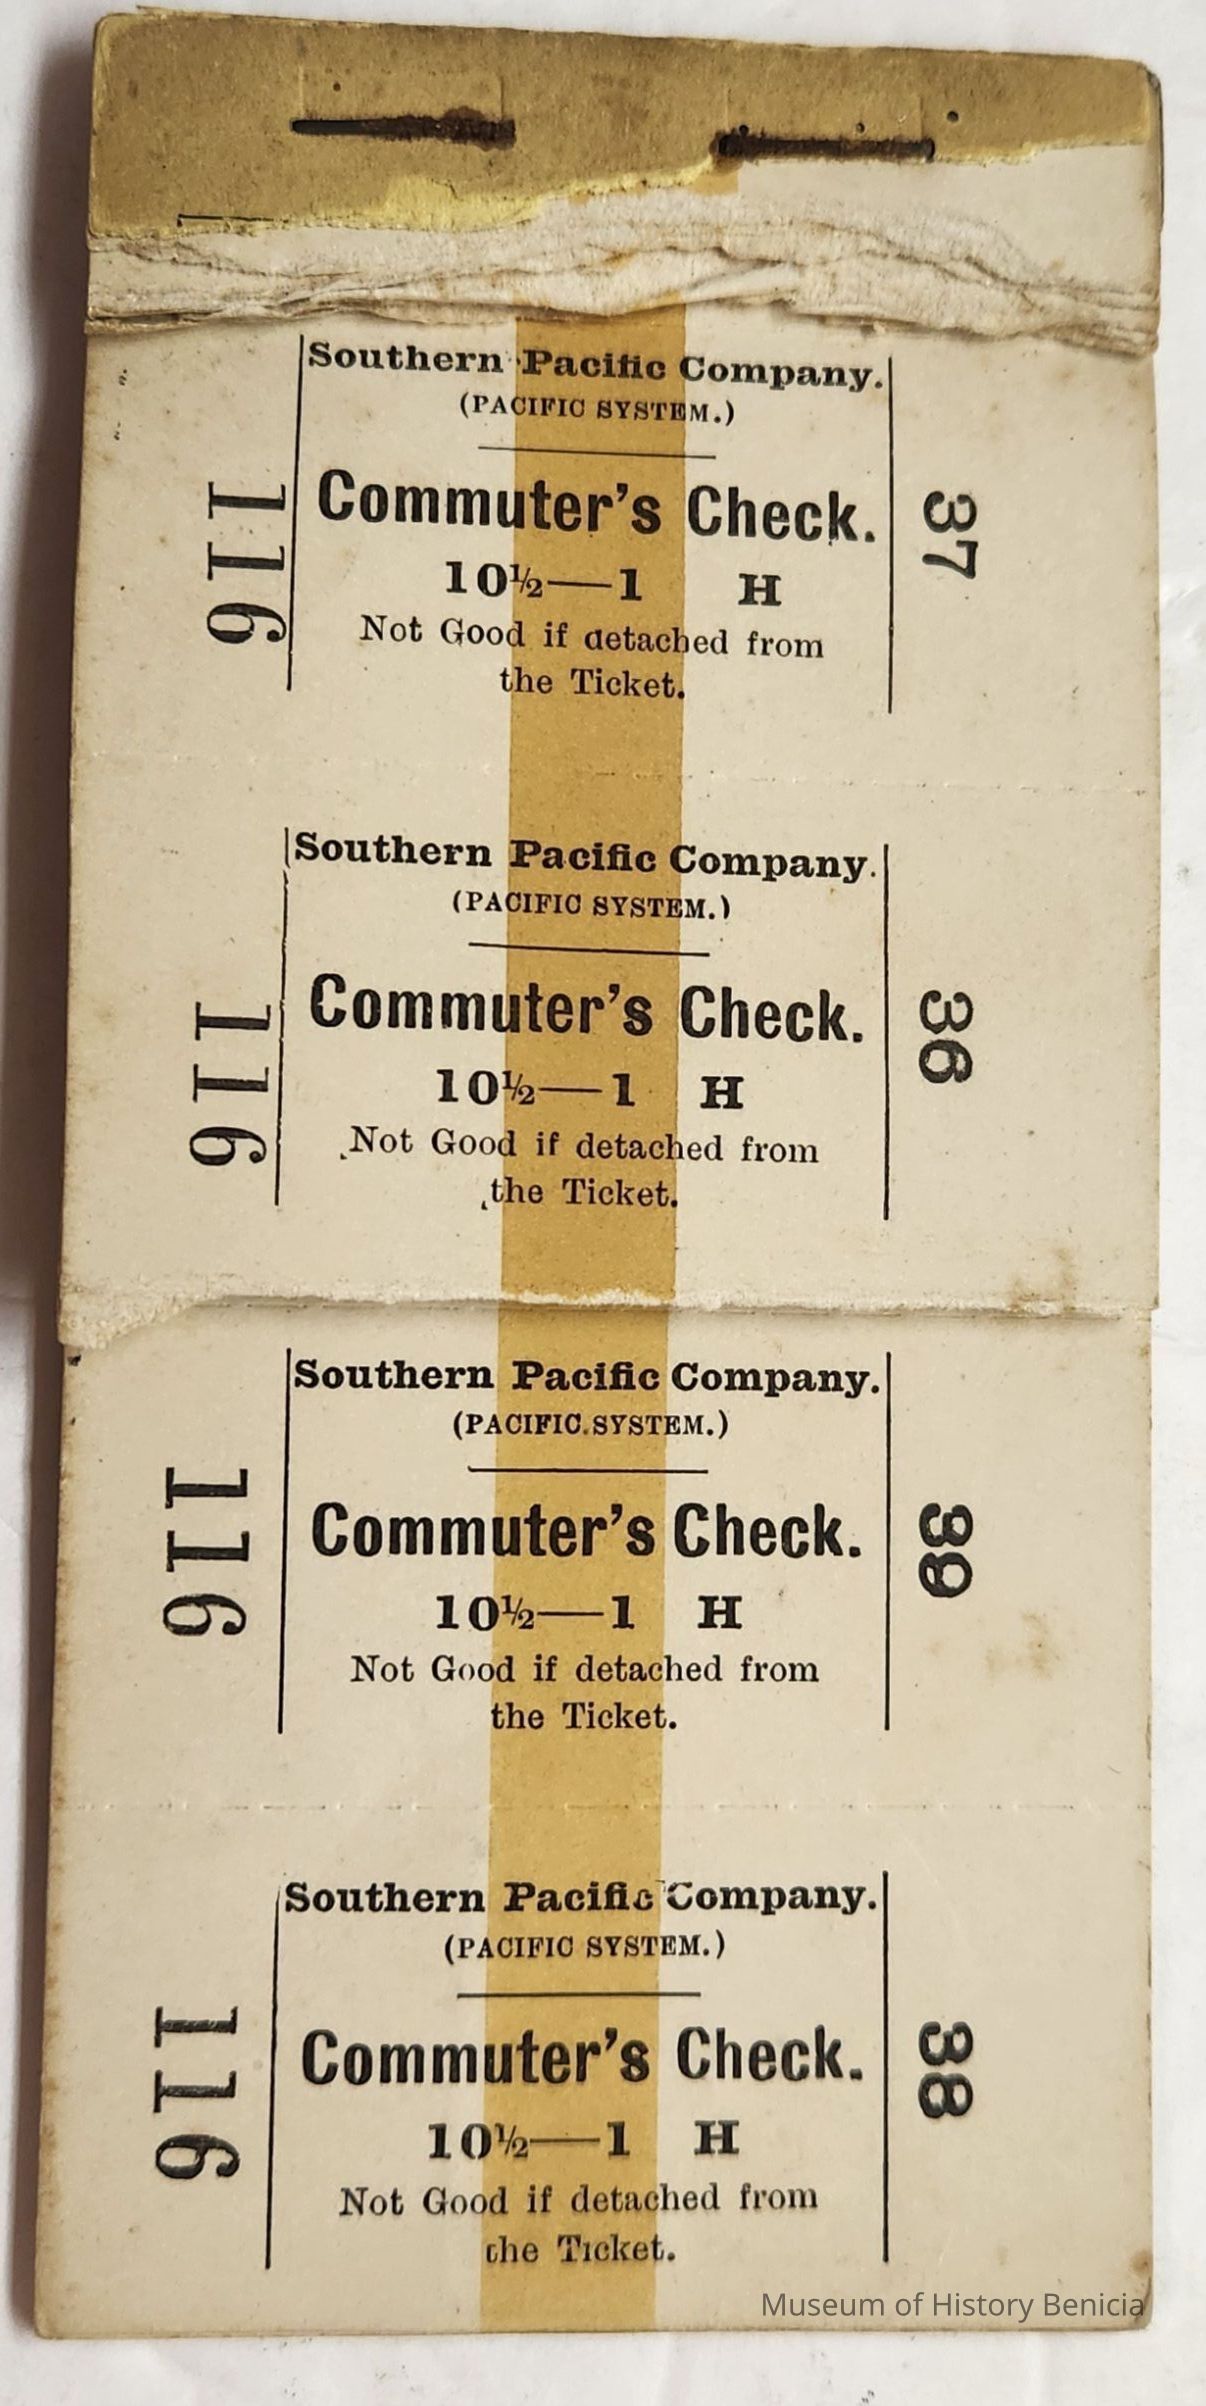 Southern Pacific Company.
(PACIFIC SYSTEM.)
Commuter's Check.
10½—1 H
Not Good if detached from
the Ticket.
116
37
Southern Pacific Company.
(PACIFIC SYSTEM.)
Commuter's Check.
10½—1 H
Not Good if detached from
the Ticket.
116
36
Southern Pacific Company.
(PACIFIC SYSTEM.)
Commuter's Check.
10½—1 H
Not Good if detached from
the Ticket.
116
39
Southern Pacific Company.
(PACIFIC SYSTEM.)
Commuter's Check.
10½—1 H
Not Good if detached from
the Ticket.
116
38
Museum of History Benicia